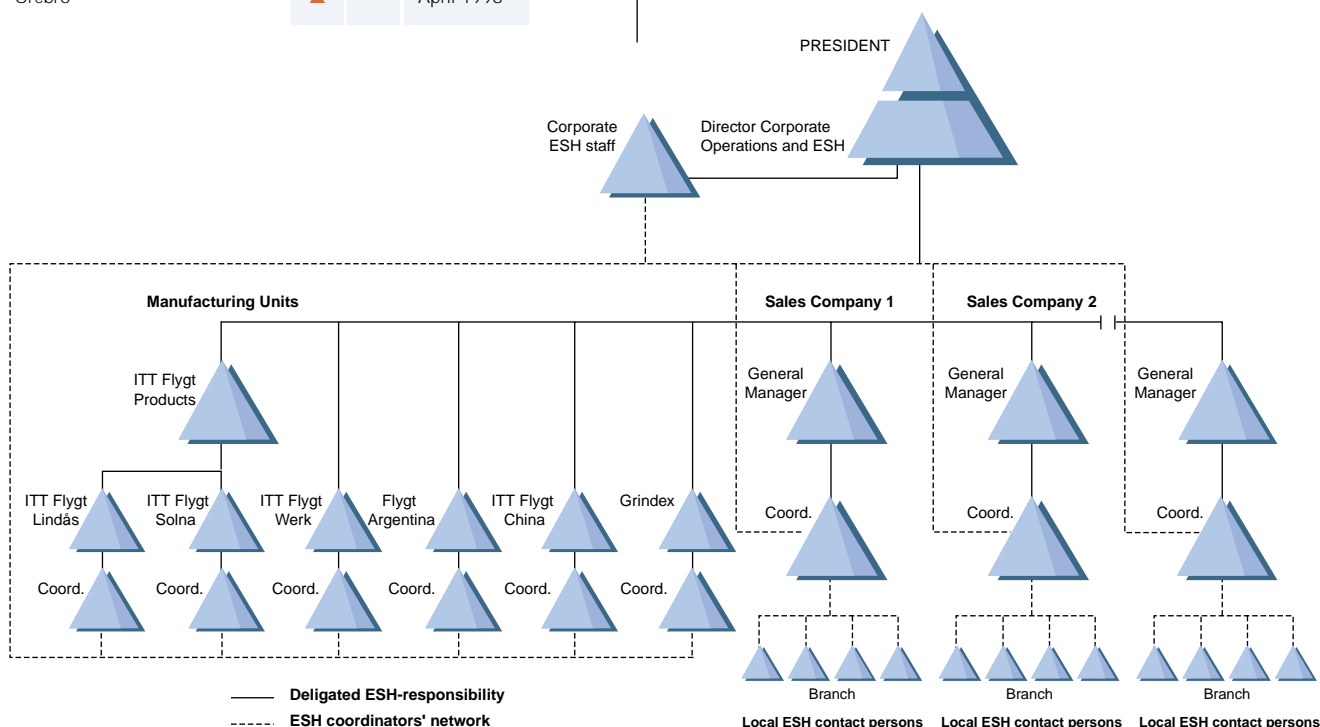 Örebro
April 1998
PRESIDENT
Corporate
ESH staff
Director Corporate
Operations and ESH
Manufacturing Units
Sales Company 1
Sales Company 2
ITT Flygt
Products
General
Manager
General
Manager
General
Manager
ITT Flygt
Lindås
ITT Flygt
Solna
ITT Flygt
Werk
Flygt
Argentina
ITT Flygt
China
Grindex
Coord.
Coord.
Coord.
Coord.
Coord.
Coord.
Coord.
Coord.
Coord.
Branch
Branch
Branch
Deligated ESH-responsibility
ESH coordinators' network
Local ESH contact persons
Local ESH contact persons
Local ESH contact persons